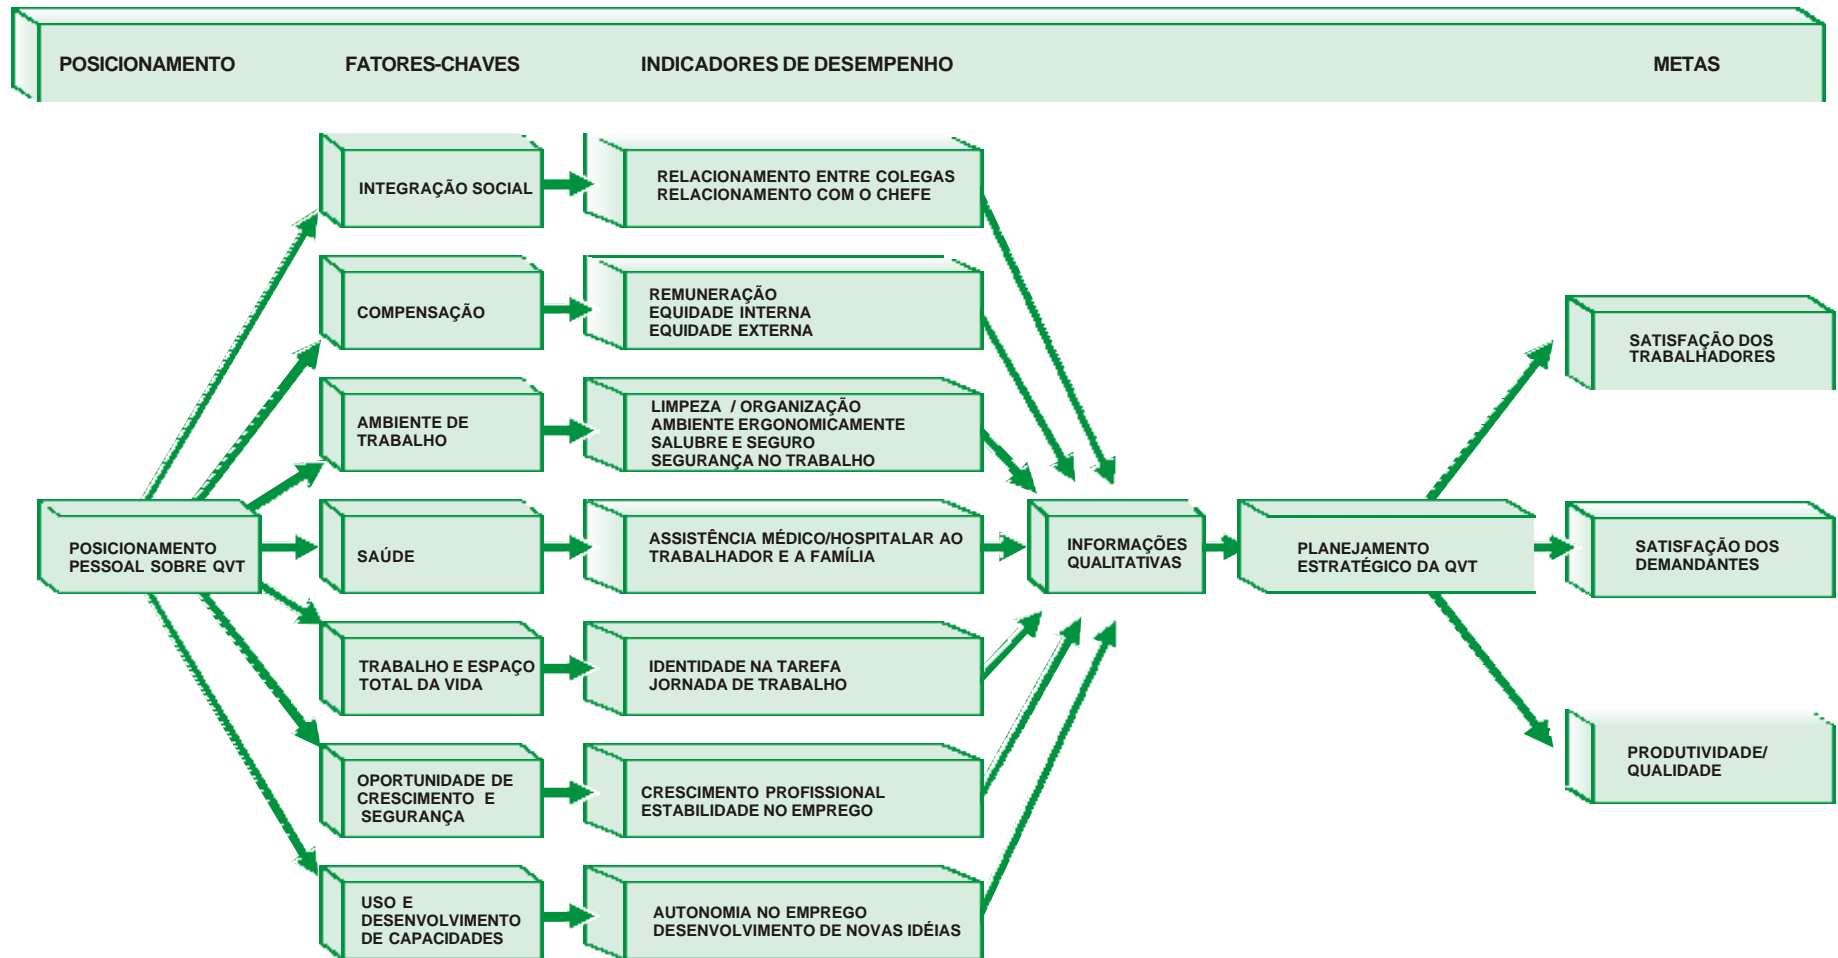 POSICIONAMENTO
FATORES-CHAVES
INDICADORES DE DESEMPENHO
METAS
INTEGRAÇÃO SOCIAL
RELACIONAMENTO ENTRE COLEGAS
RELACIONAMENTO COM O CHEFE
COMPENSAÇÃO
REMUNERAÇÃO
EQUIDADE INTERNA
EQUIDADE EXTERNA
AMBIENTE DE
TRABALHO
LIMPEZA / ORGANIZAÇÃO
AMBIENTE ERGONOMICAMENTE
SALUBRE E SEGURO
SEGURANÇA NO TRABALHO
POSICIONAMENTO
PESSOAL SOBRE QVT
SAÚDE
ASSISTÊNCIA MÉDICO/HOSPITALAR AO
TRABALHADOR E A FAMÍLIA
TRABALHO E ESPAÇO
TOTAL DA VIDA
IDENTIDADE NA TAREFA
JORNADA DE TRABALHO
OPORTUNIDADE DE
CRESCIMENTO E
SEGURANÇA
CRESCIMENTO PROFISSIONAL
ESTABILIDADE NO EMPREGO
USO E
DESENVOLVIMENTO
DE CAPACIDADES
AUTONOMIA NO EMPREGO
DESENVOLVIMENTO DE NOVAS IDÉIAS
INFORMAÇÕES
QUALITATIVAS
PLANEJAMENTO
ESTRATÉGICO DA QVT
SATISFAÇÃO DOS
TRABALHADORES
SATISFAÇÃO DOS
DEMANDANTES
PRODUTIVIDADE/
QUALIDADE